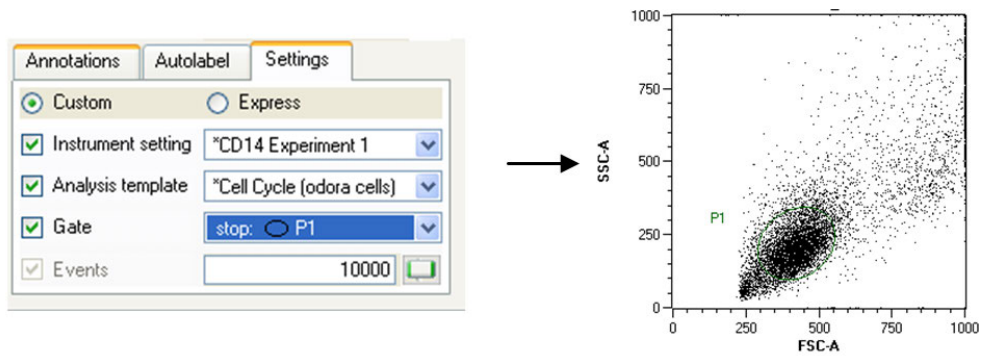 Annotations Autolabel Settings
Custom Express
Instrument setting *CD14 Experiment 1
Analysis template *Cell Cycle (odora cells)
Gate stop: P1
Events 10000
1000
750
500
250
0
SSC-A
P1
0 250 500 750 1000
FSC-A